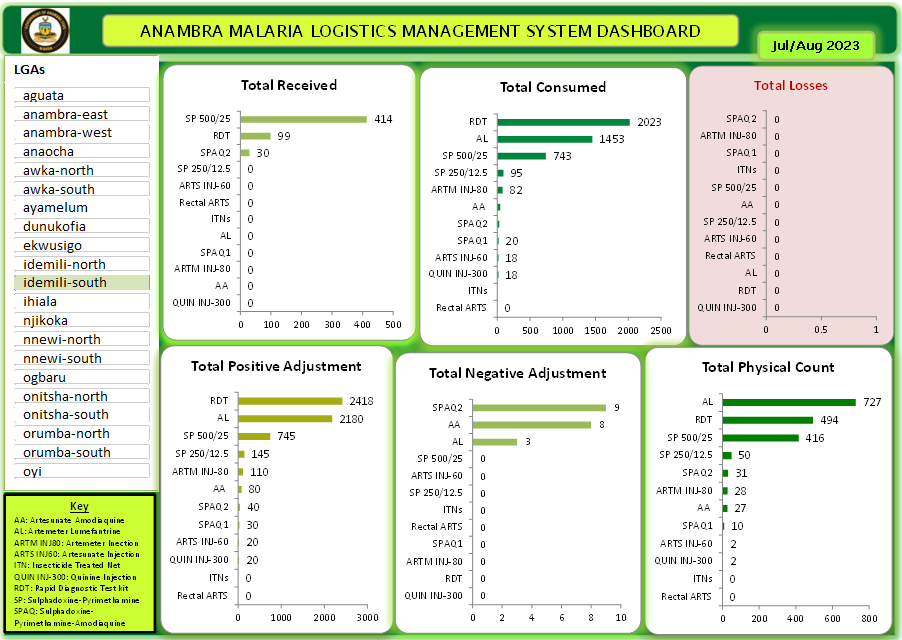 ANAMBRA MALARIA LOGISTICS MANAGEMENT SYSTEM DASHBOARD
Jul/Aug 2023
LGAs
aguata
anambra-east
anambra-west
anaocha
awka-north
awka-south
ayamelum
dunukofia
ekwusigo
idemili-north
idemili-south
ihiala
njikoka
nnewi-north
nnewi-south
ogbaru
onitsha-north
onitsha-south
orumba-north
orumba-south
oyi
Key
AA: Artesunate Amodiaquine
AL: Artemeter Lumefantrine
ARTM INJ80: Artemeter Inection
ARTS INJ60: Artesunate Injection
ITN: Insecticide Treated Net
QUIN INJ-300: Quinine Injection
RDT: Rapid Diagnostic Test kit
SP: Sulphadoxine-Pyrimethamine
SPAQ: Sulphadoxine-
Pyrimethamine-Amodiaquine
Total Received
SP 500/25 414
RDT 99
SPAQ2 30
SP 250/12.5 0
ARTS INJ-60 0
Rectal ARTS 0
ITNs 0
AL 0
SPAQ1 0
ARTM INJ-80 0
AA 0
QUIN INJ-300 0
0 100 200 300 400 500
Total Consumed
RDT 2023
AL 1453
SP 500/25 743
SP 250/12.5 95
ARTM INJ-80 82
AA
SPAQ2
SPAQ1 20
ARTS INJ-60 18
QUIN INJ-300 18
ITNs
Rectal ARTS 0
0 500 1000 1500 2000 2500
Total Losses
SPAQ2 0
ARTM INJ-80 0
SPAQ1 0
ITNs 0
SP 500/25 0
AA 0
SP 250/12.5 0
ARTS INJ-60 0
Rectal ARTS 0
AL 0
RDT 0
QUIN INJ-300 0
0 0.5 1
Total Positive Adjustment
RDT 2418
AL 2180
SP 500/25 745
SP 250/12.5 145
ARTM INJ-80 110
AA 80
SPAQ2 40
SPAQ1 30
ARTS INJ-60 20
QUIN INJ-300 20
ITNs 0
Rectal ARTS 0
0 1000 2000 3000
Total Negative Adjustment
SPAQ2 9
AA 8
AL 3
SP 500/25 0
ARTS INJ-60 0
SP 250/12.5 0
ITNs 0
Rectal ARTS 0
SPAQ1 0
ARTM INJ-80 0
RDT 0
QUIN INJ-300 0
0 2 4 6 8 10
Total Physical Count
AL 727
RDT 494
SP 500/25 416
SP 250/12.5 50
SPAQ2 31
ARTM INJ-80 28
AA 27
SPAQ1 10
ARTS INJ-60 2
QUIN INJ-300 2
ITNs 0
Rectal ARTS 0
0 200 400 600 800